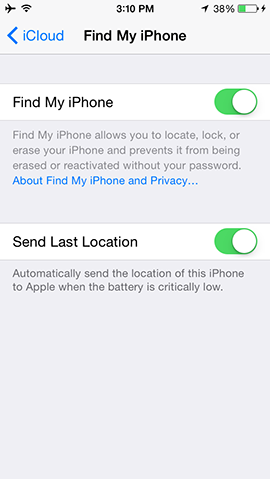 3:10 PM 38%
iCloud Find My iPhone
Find My iPhone
Find My iPhone allows you to locate, lock, or
erase your iPhone and prevents it from being
erased or reactivated without your password.
About Find My iPhone and Privacy...
Send Last Location
Automatically send the location of this iPhone
to Apple when the battery is critically low.